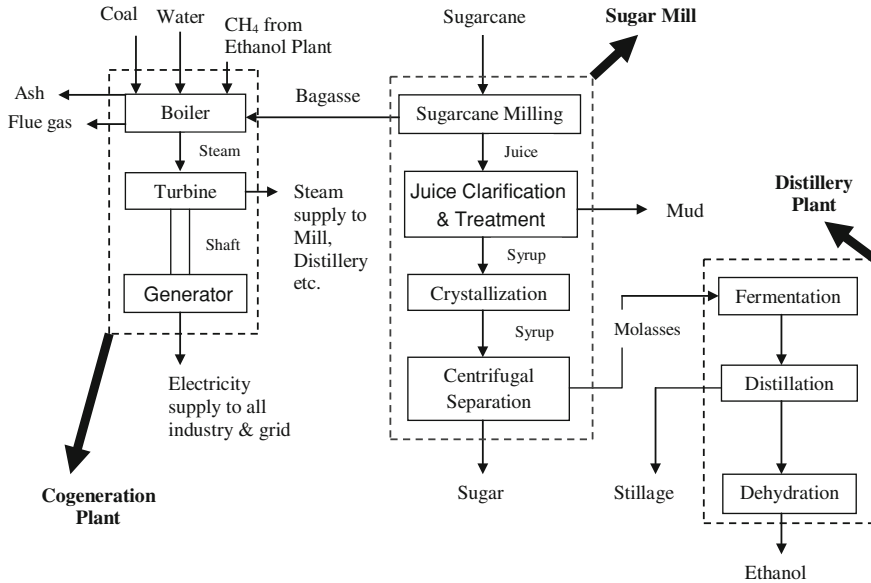 Coal
Water
CH₄ from
Ethanol Plant
Ash
Flue gas
Boiler
Steam
Turbine
Steam
supply to
Mill,
Distillery
etc.
Shaft
Generator
Electricity
supply to all
industry & grid
Cogeneration
Plant
Bagasse
Sugarcane
Sugar Mill
Sugarcane Milling
Juice
Juice Clarification
& Treatment
Mud
Syrup
Crystallization
Syrup
Centrifugal
Separation
Sugar
Molasses
Distillery
Plant
Fermentation
Distillation
Stillage
Dehydration
Ethanol